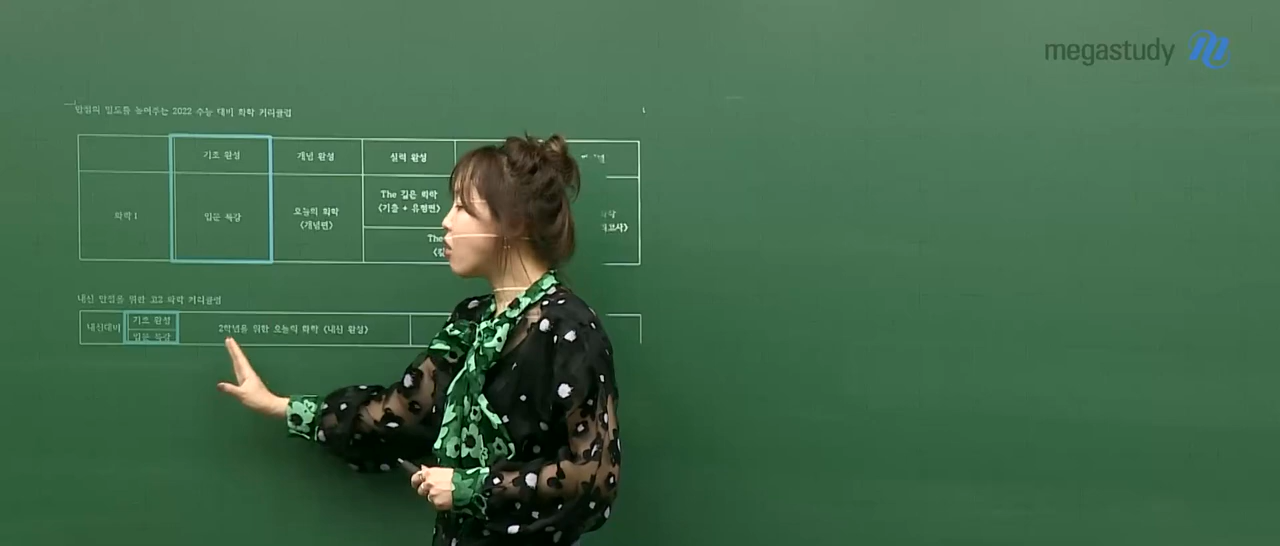 megastudy
만점의 밀도를 높여주는 2022 수능 대비 화학 커리큘럼
기초 완성
개념 완성
실력 완성
화학 I
입문 특강
오늘의 화학
<개념편>
The 깊은 화학
<기출 + 유형편>
The
내신 만점을 위한 고2 화학 커리큘럼
내신대비
기초 완성
입문 특강
2학년을 위한 오늘의 화학 <내신 완성>